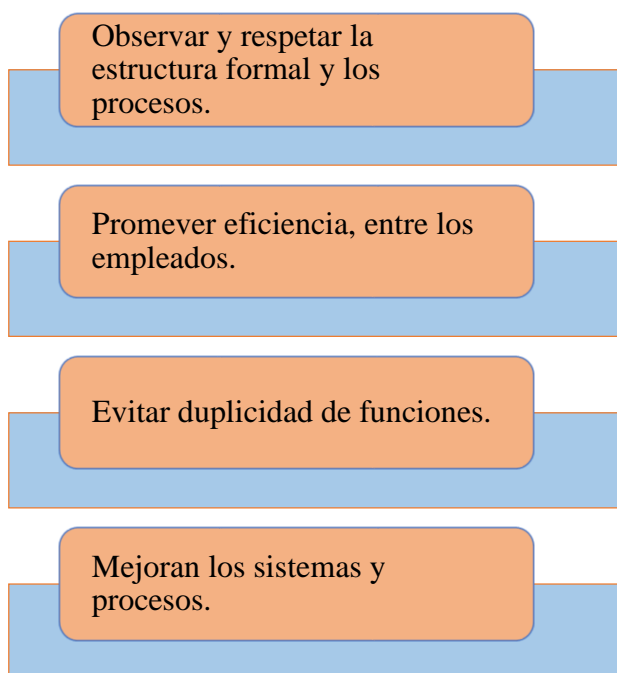 Observar y respetar la
estructura formal y los
procesos.
Promever eficiencia, entre los
empleados.
Evitar duplicidad de funciones.
Mejoran los sistemas y
procesos.